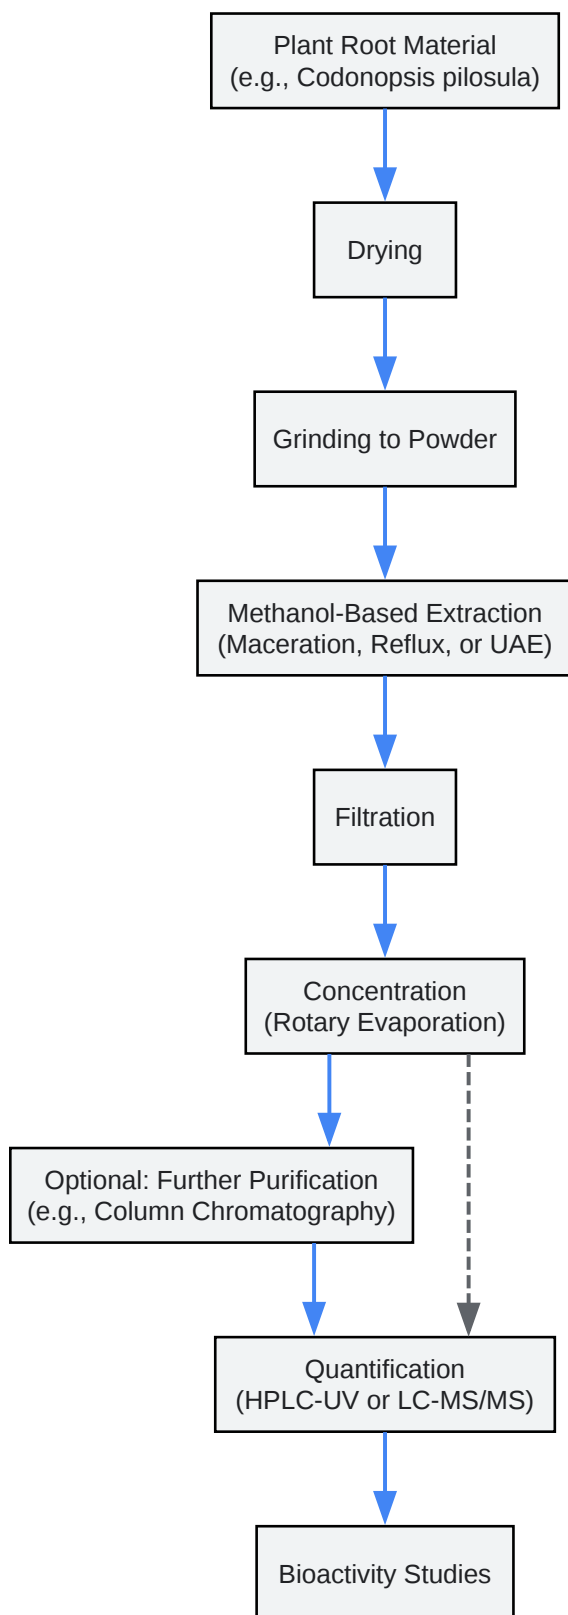 Plant Root Material
(e.g., Codonopsis pilosula)
Drying
Grinding to Powder
Methanol-Based Extraction
(Maceration, Reflux, or UAE)
Filtration
Concentration
(Rotary Evaporation)
Optional: Further Purification
(e.g., Column Chromatography)
Quantification
(HPLC-UV or LC-MS/MS)
Bioactivity Studies